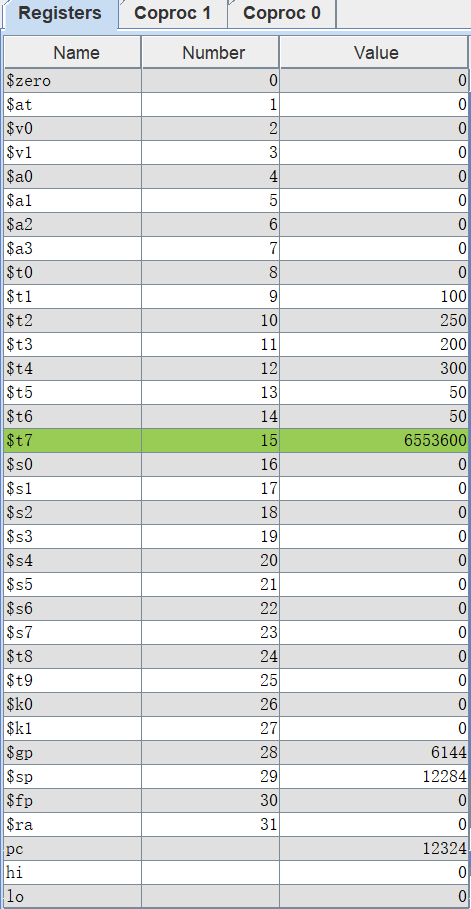 Registers Coproc 1 Coproc 0
Name Number Value
$zero 0 0
$at 1 0
$v0 2 0
$v1 3 0
$a0 4 0
$a1 5 0
$a2 6 0
$a3 7 0
$t0 8 0
$t1 9 100
$t2 10 250
$t3 11 200
$t4 12 300
$t5 13 50
$t6 14 50
$t7 15 6553600
$s0 16 0
$s1 17 0
$s2 18 0
$s3 19 0
$s4 20 0
$s5 21 0
$s6 22 0
$s7 23 0
$t8 24 0
$t9 25 0
$k0 26 0
$k1 27 0
$gp 28 6144
$sp 29 12284
$fp 30 0
$ra 31 0
pc 12324
hi 0
lo 0